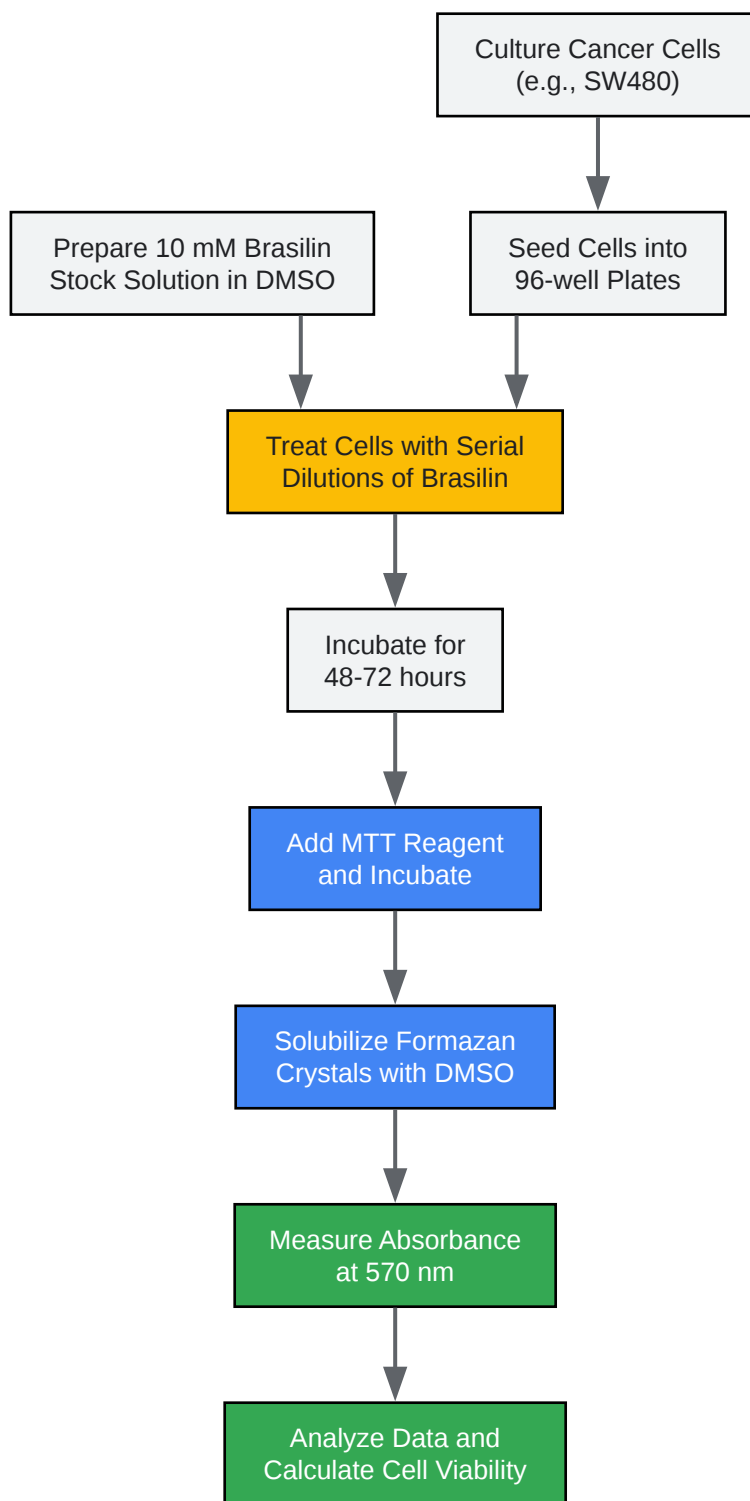 Culture Cancer Cells
(e.g., SW480)
Prepare 10 mM Brasilin
Stock Solution in DMSO
Seed Cells into
96-well Plates
Treat Cells with Serial
Dilutions of Brasilin
Incubate for
48-72 hours
Add MTT Reagent
and Incubate
Solubilize Formazan
Crystals with DMSO
Measure Absorbance
at 570 nm
Analyze Data and
Calculate Cell Viability